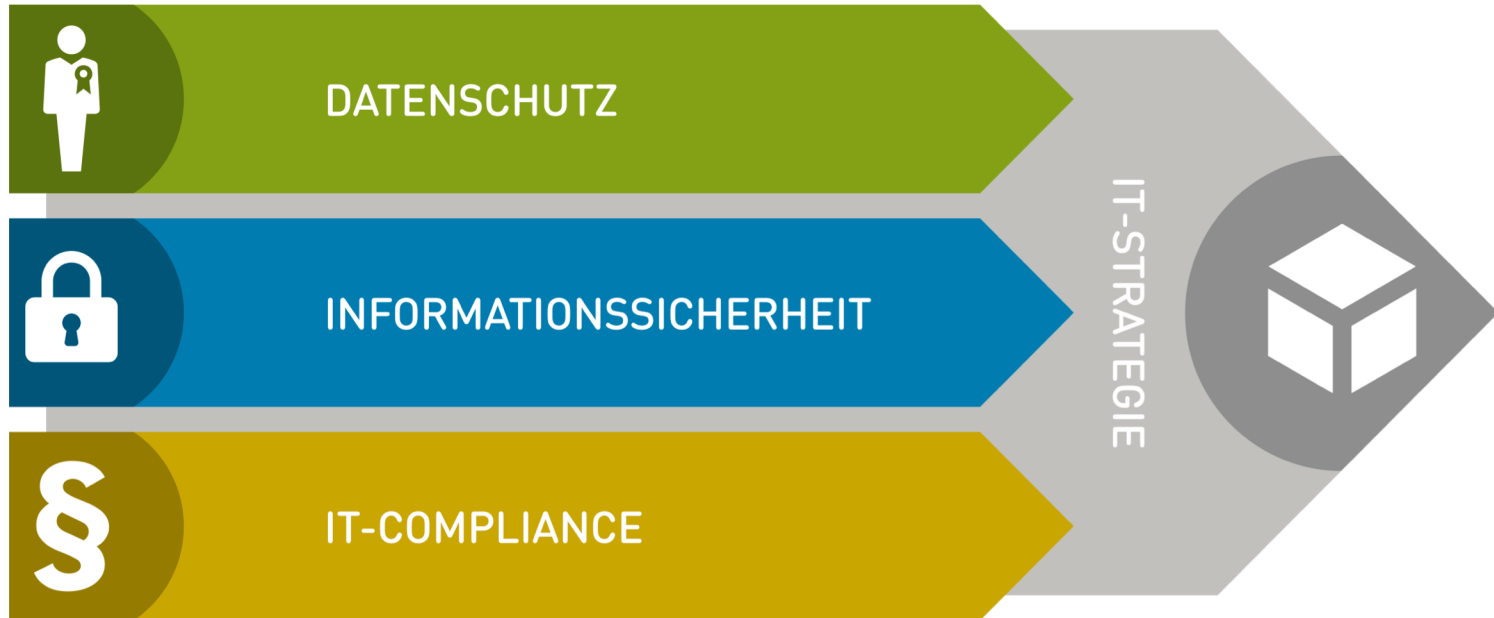 DATENSCHUTZ
INFORMATIONSSICHERHEIT
§
IT-COMPLIANCE
IT-STRATEGIE